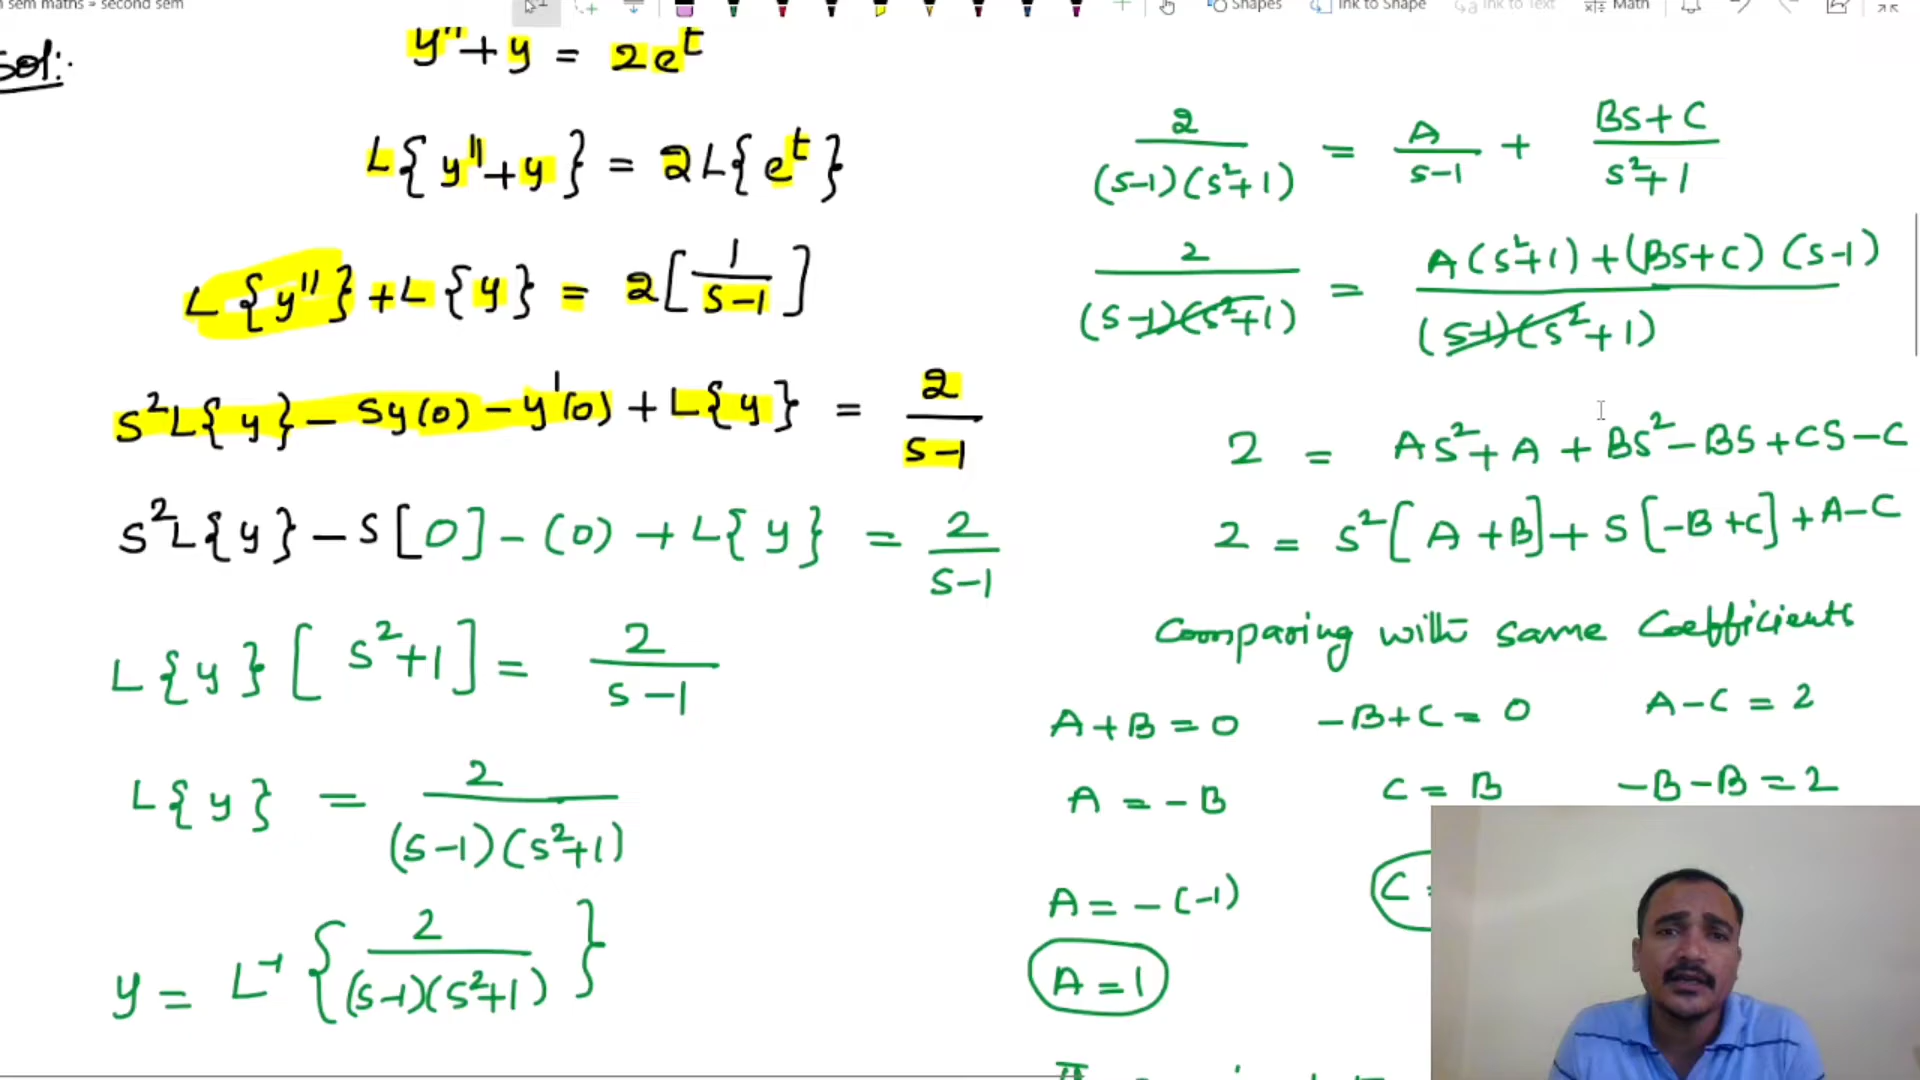 sem maths = second sem
Shapes Ink to Shape Ink to Text Math
Sol:
y'' + y = 2e^t
L{y'' + y} = 2L{e^t}
L{y''} + L{y} = 2[1/(s-1)]
s²L{y} - sy(0) - y'(0) + L{y} = 2/(s-1)
s²L{y} - s[0] - (0) + L{y} = 2/(s-1)
L{y}[s²+1] = 2/(s-1)
L{y} = 2/((s-1)(s²+1))
y = L⁻¹{2/((s-1)(s²+1))}
2/((s-1)(s²+1)) = A/(s-1) + (Bs+C)/(s²+1)
2/((s-1)(s²+1)) = (A(s²+1)+(Bs+C)(s-1))/((s-1)(s²+1))
2 = As²+A+Bs²-Bs+Cs-C
2 = s²[A+B]+s[-B+C]+A-C
Comparing with same Coefficients
A+B=0 -B+C=0 A-C=2
A=-B C=B -B-B=2
A=-(-1) C=
A=1